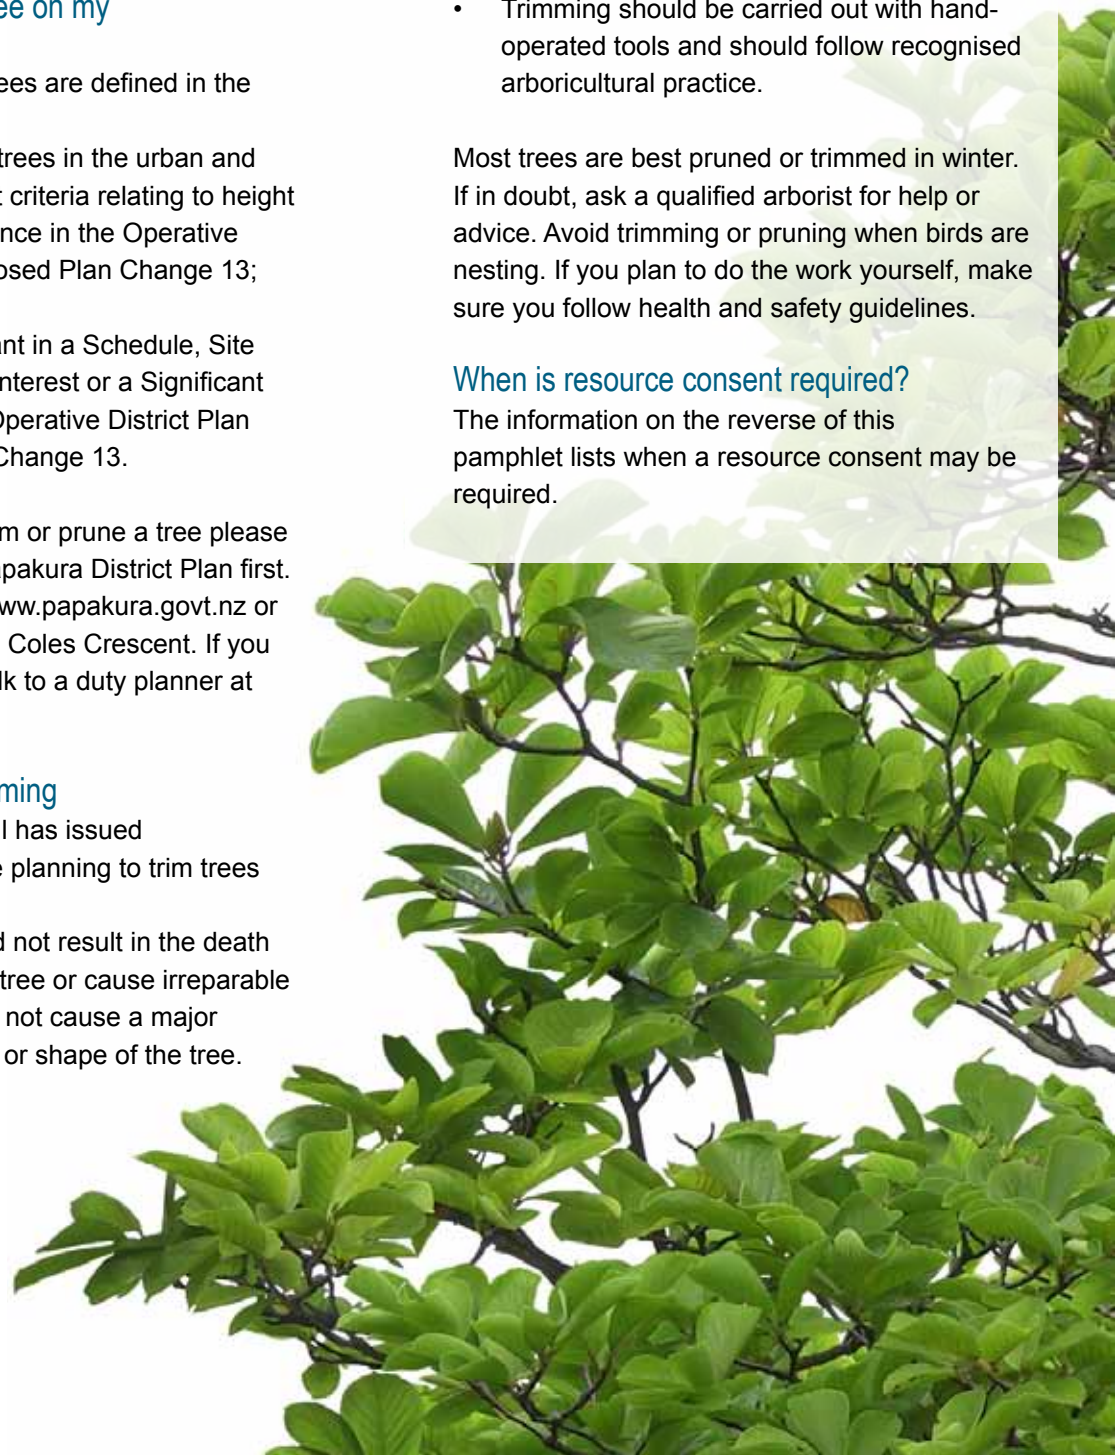 ee on my
ees are defined in the
trees in the urban and
t criteria relating to height
nce in the Operative
osed Plan Change 13;
ant in a Schedule, Site
nterest or a Significant
Operative District Plan
Change 13.
m or prune a tree please
apakura District Plan first.
ww.papakura.govt.nz or
Coles Crescent. If you
lk to a duty planner at
ming
l has issued
e planning to trim trees
d not result in the death
tree or cause irreparable
not cause a major
or shape of the tree.
• Trimming should be carried out with hand-
operated tools and should follow recognised
arboricultural practice.
Most trees are best pruned or trimmed in winter.
If in doubt, ask a qualified arborist for help or
advice. Avoid trimming or pruning when birds are
nesting. If you plan to do the work yourself, make
sure you follow health and safety guidelines.
When is resource consent required?
The information on the reverse of this
pamphlet lists when a resource consent may be
required.